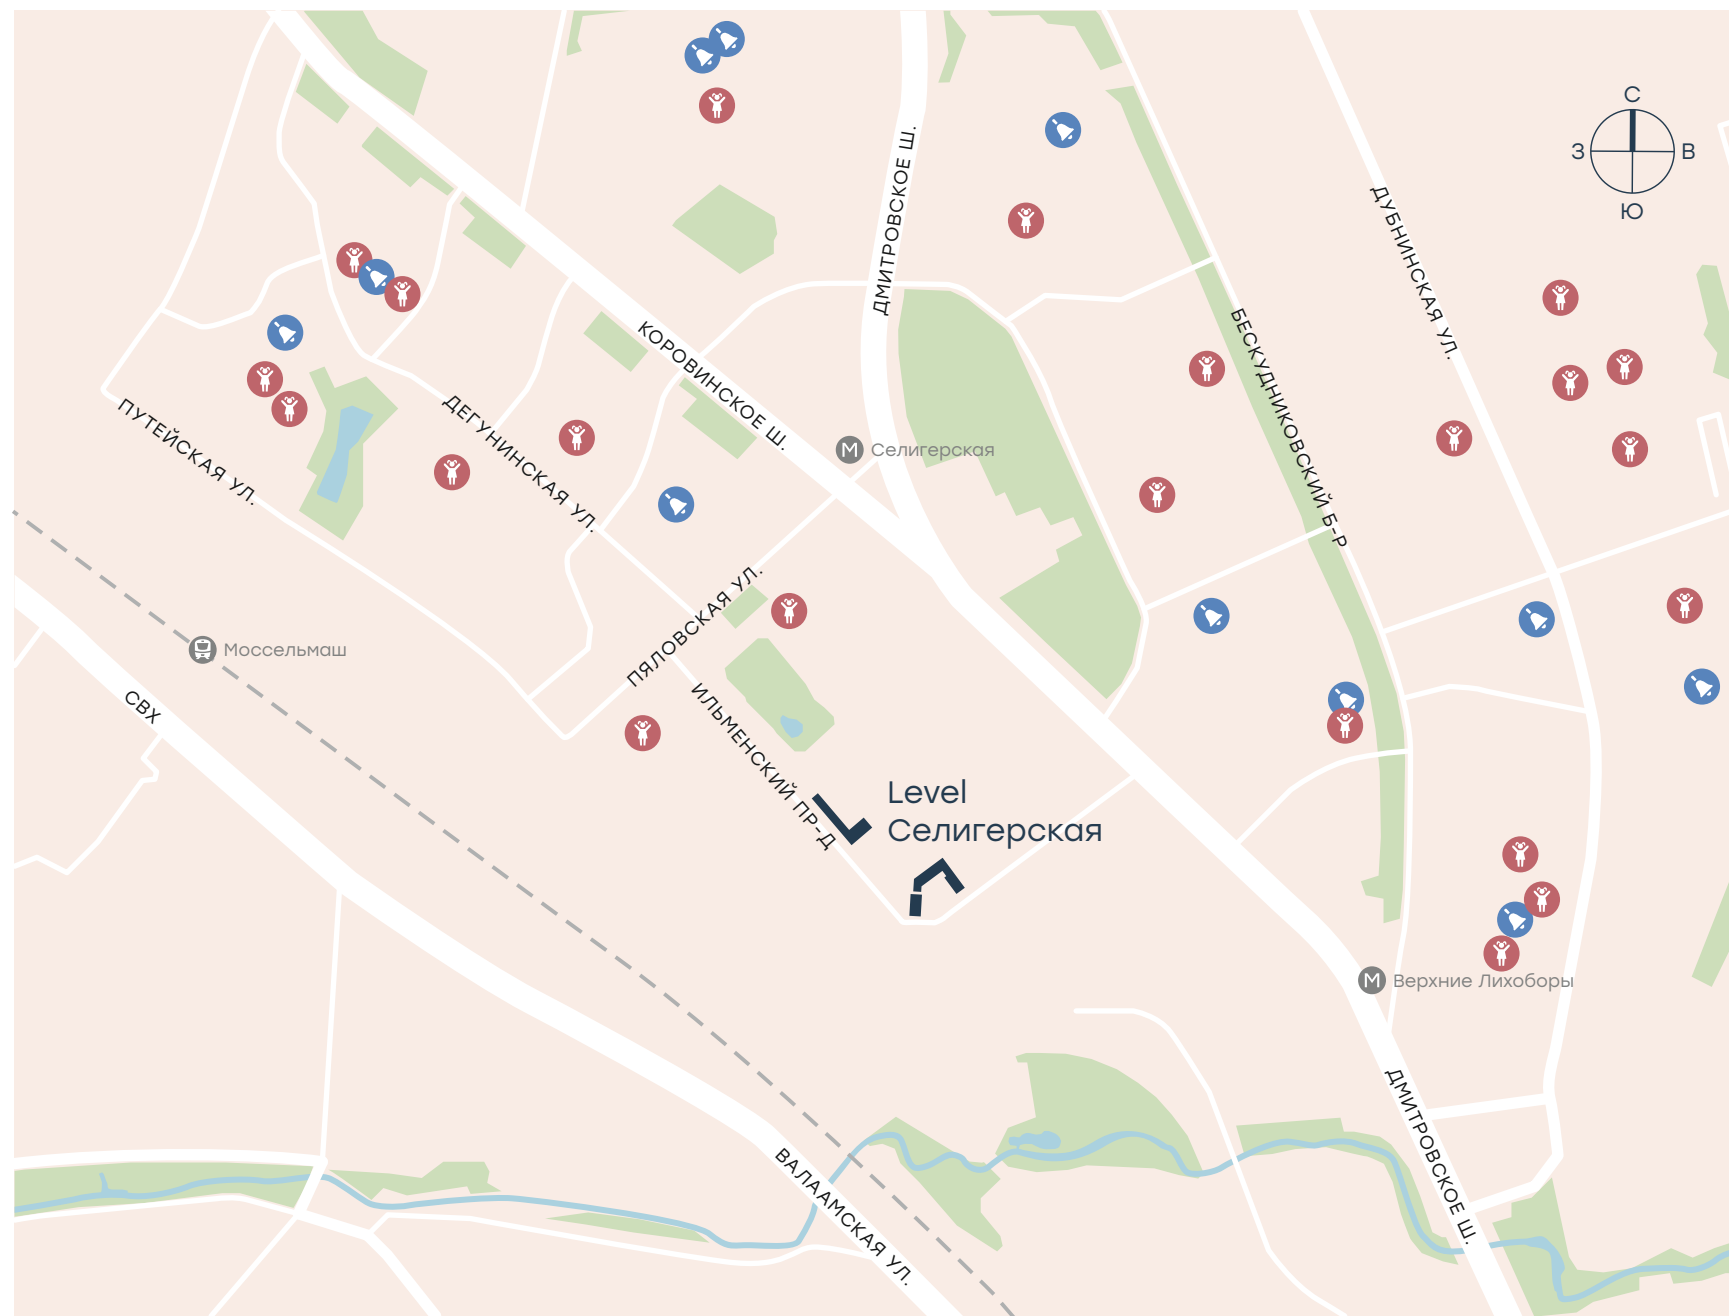 С
З
В
Ю
ДМИТРОВСКОЕ Ш.
ДУБНИНСКАЯ УЛ.
КОРОВИНСКОЕ Ш.
БЕСКУДНИКОВСКИЙ Б-Р
ПУТЕЙСКАЯ УЛ.
ДЕГУНИНСКАЯ УЛ.
М
Селигерская
ПЯЛОВСКАЯ УЛ.
Моссельмаш
СВХ
ИЛЬМЕНСКИЙ ПР-Д
Level
Селигерская
М
Верхние Лихоборы
ДМИТРОВСКОЕ Ш.
ВАЛААМСКАЯ УЛ.